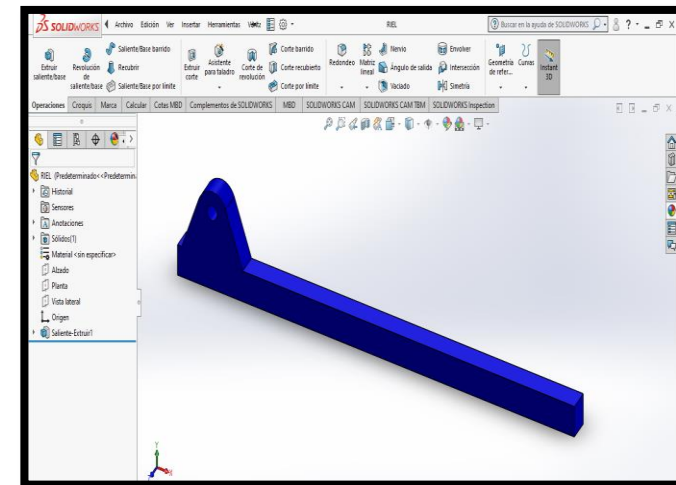 SOLIDWORKS Archivo Edición Ver Insertar Herramientas RIEL Buscar en la ayuda de SOLIDWORKS
Extruir saliente/base
Revolución de saliente/base
Saliente/Base barrido
Recubrir
Saliente/Base por límite
Extruir corte
Asistente para taladro
Corte de revolución
Corte barrido
Corte recubierto
Corte por límite
Redondeo
Matriz lineal
Nervio
Ángulo de salida
Vaciado
Envolver
Intersección
Simetría
Geometría de refer...
Curvas
Instant 3D
Operaciones Croquis Marca Calcular Cotas MBD Complementos de SOLIDWORKS MBD SOLIDWORKS CAM SOLIDWORKS CAM TBM SOLIDWORKS Inspection
RIEL (Predeterminado<<Predetermin
Historial
Sensores
Anotaciones
Sólidos(1)
Material <sin especificar>
Alzado
Planta
Vista lateral
Origen
Saliente-Extruir1
Y
X